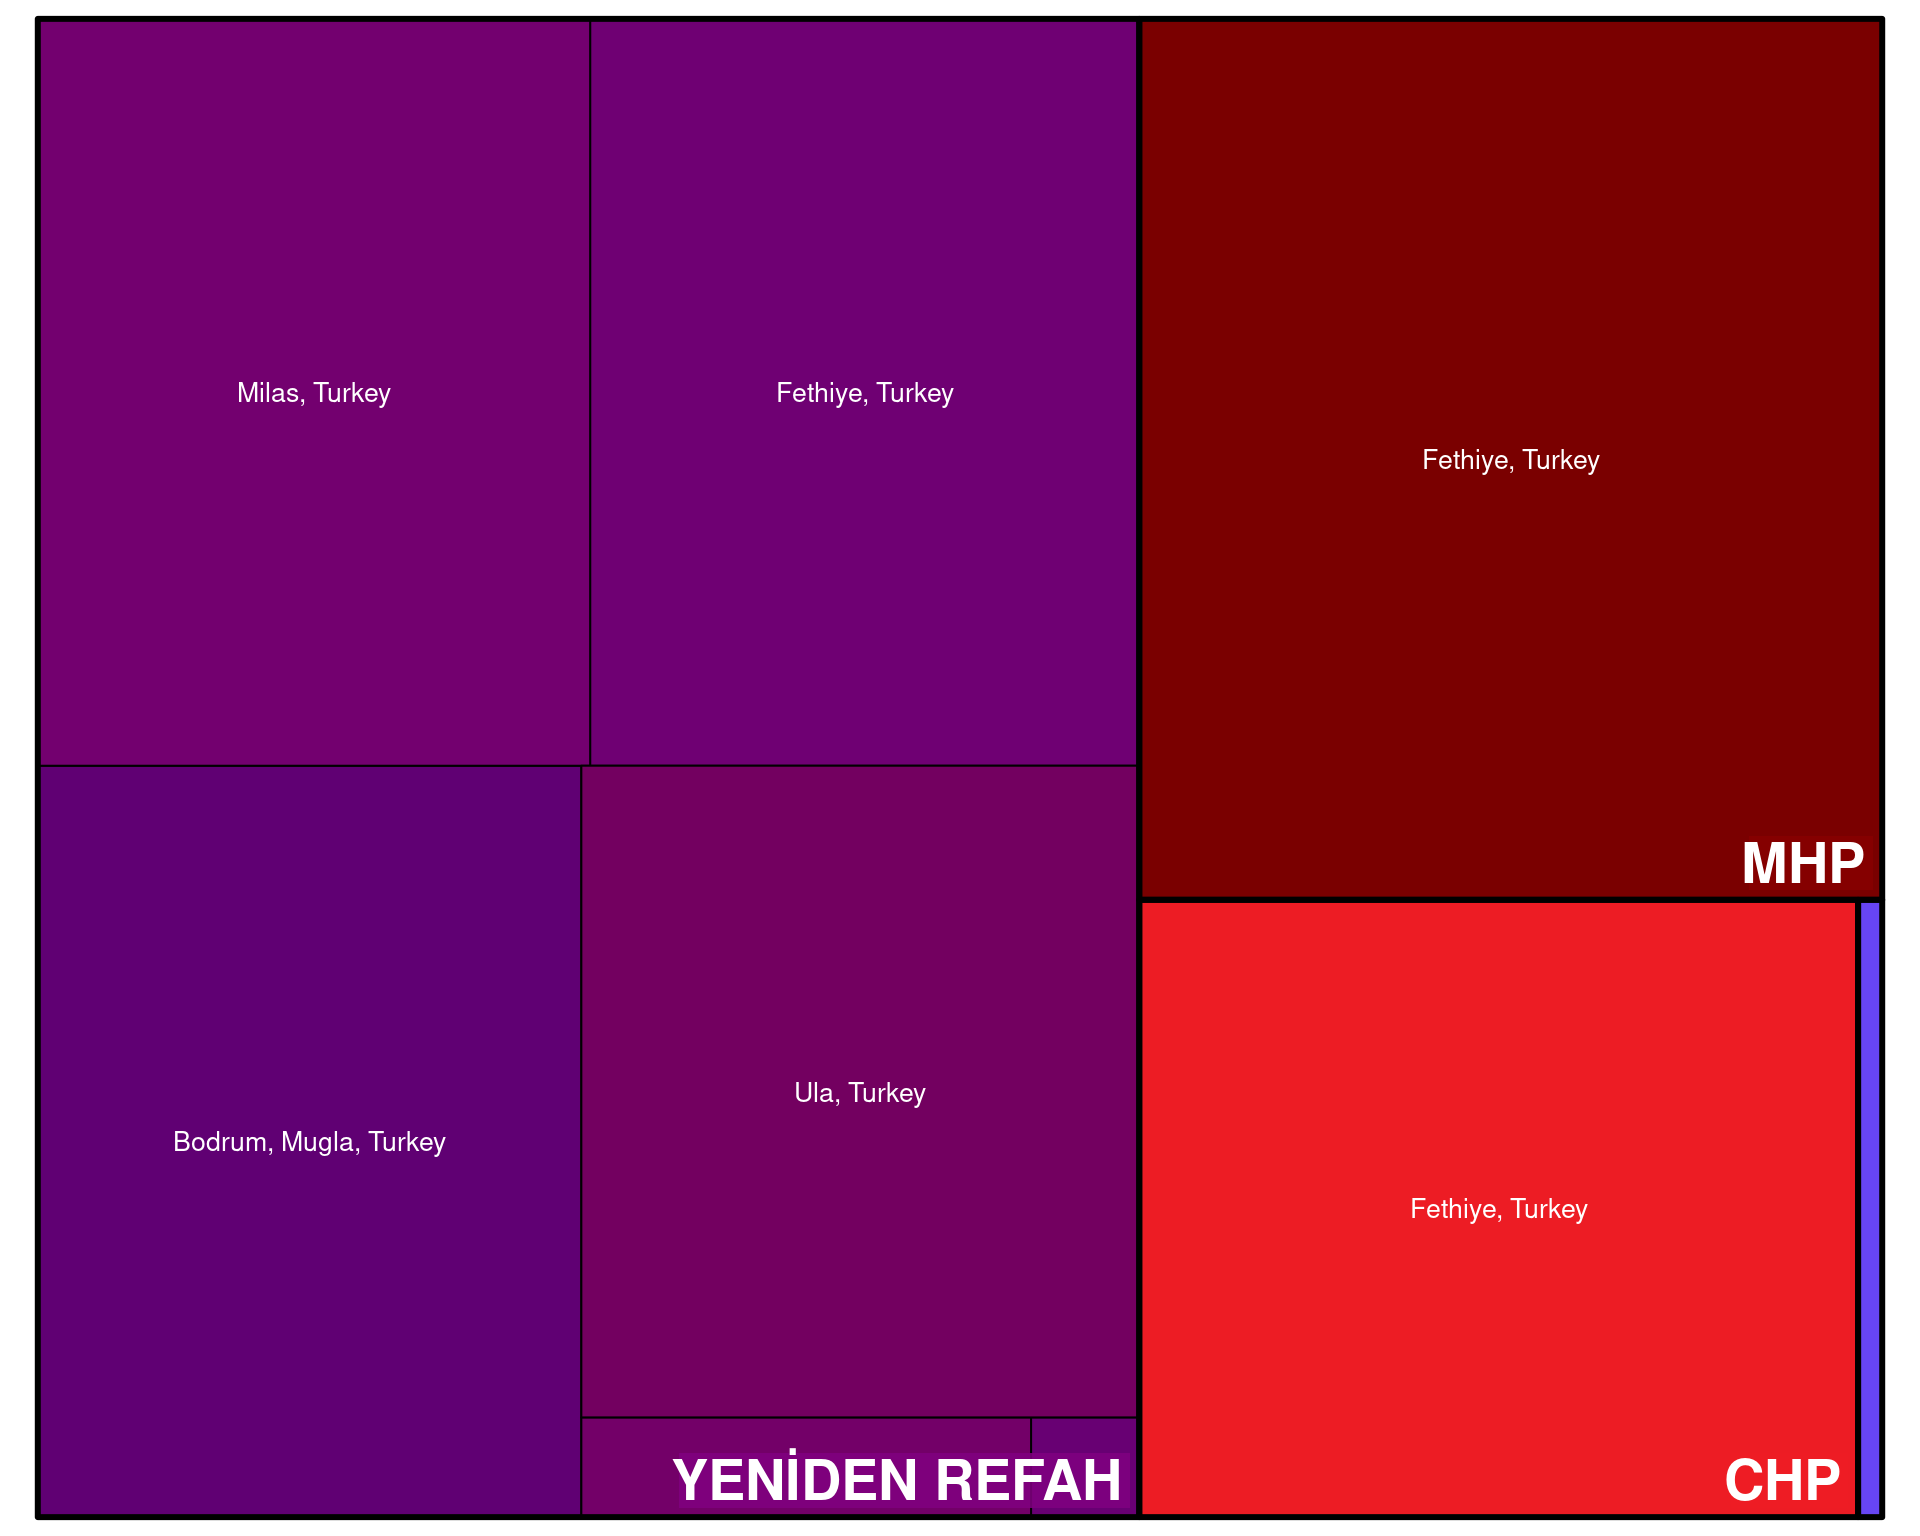 Milas, Turkey
Fethiye, Turkey
Fethiye, Turkey
MHP
Bodrum, Mugla, Turkey
Ula, Turkey
Fethiye, Turkey
YENİDEN REFAH
CHP